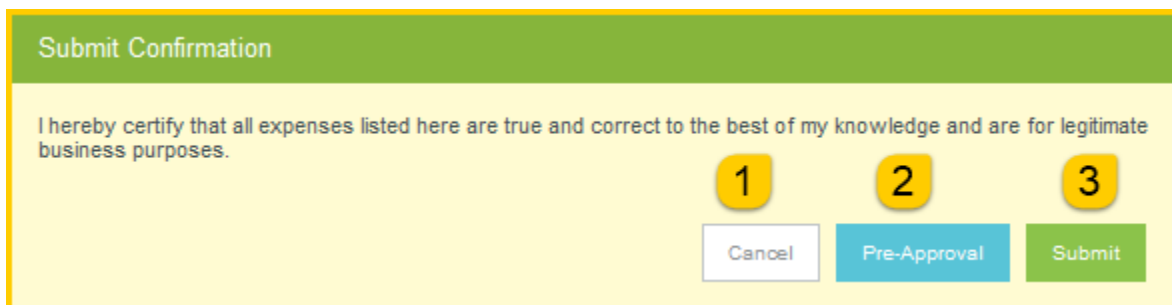 Submit Confirmation
I hereby certify that all expenses listed here are true and correct to the best of my knowledge and are for legitimate
business purposes.
1 2 3
Cancel Pre-Approval Submit